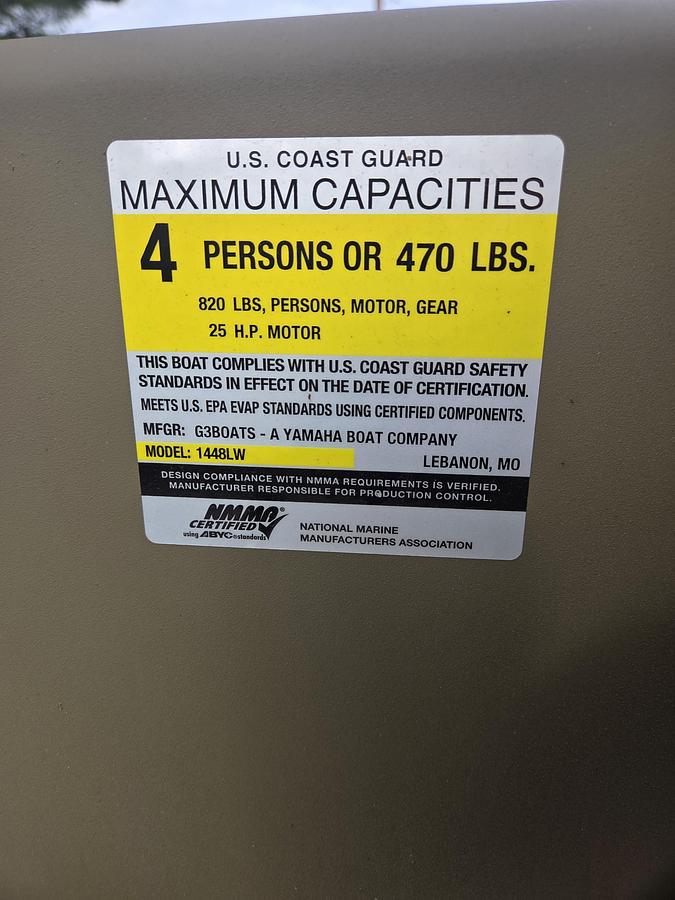 U.S. COAST GUARD
MAXIMUM CAPACITIES
4 PERSONS OR 470 LBS.
820 LBS, PERSONS, MOTOR, GEAR
25 H.P. MOTOR
THIS BOAT COMPLIES WITH U.S. COAST GUARD SAFETY
STANDARDS IN EFFECT ON THE DATE OF CERTIFICATION.
MEETS U.S. EPA EVAP STANDARDS USING CERTIFIED COMPONENTS.
MFGR: G3BOATS - A YAMAHA BOAT COMPANY
MODEL: 1448LW
LEBANON, MO
DESIGN COMPLIANCE WITH NMMA REQUIREMENTS IS VERIFIED.
MANUFACTURER RESPONSIBLE FOR PRODUCTION CONTROL.
NMMA®
CERTIFIED
using ABYC® standards
NATIONAL MARINE
MANUFACTURERS ASSOCIATION